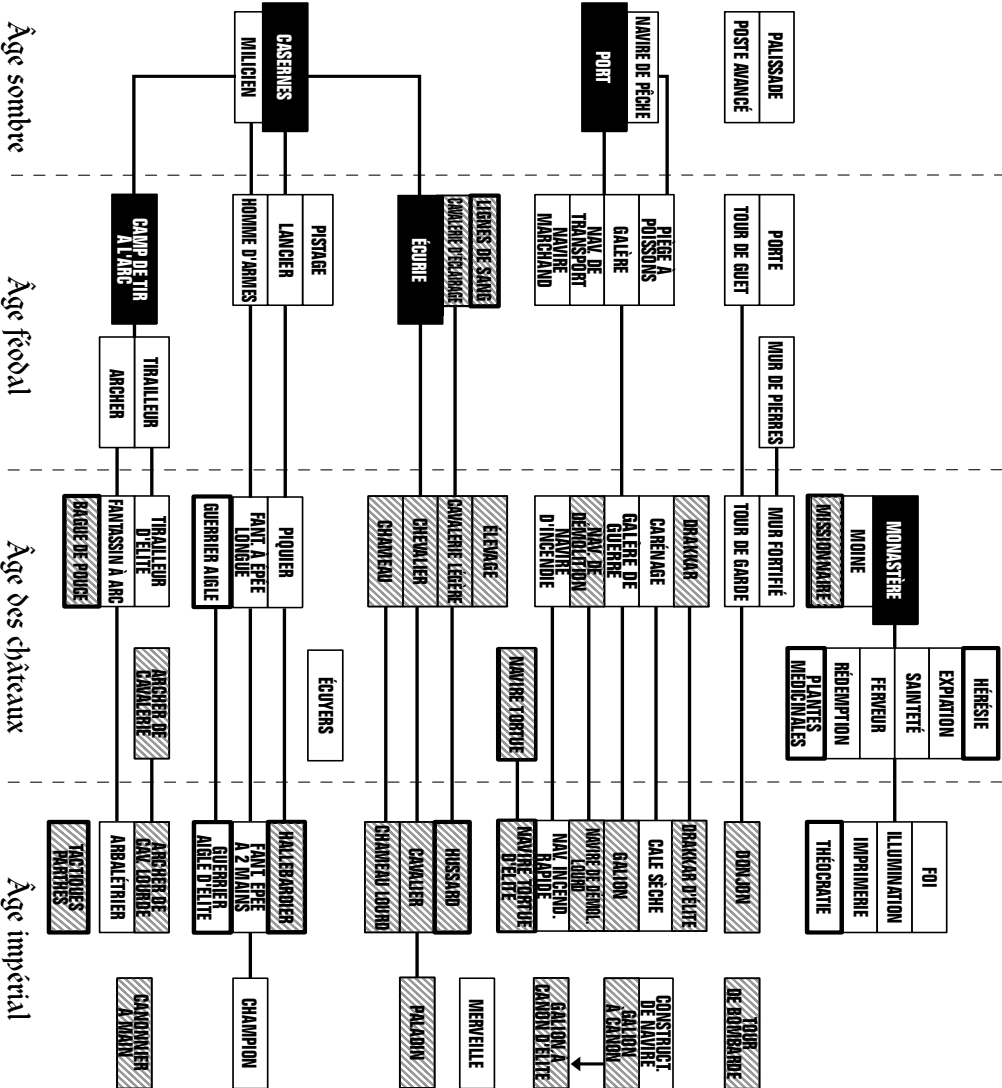 PALISSADE
POSTE AVANCÉ
NAVIRE DE PÊCHE
PORT
CASERNES
MILICIEN
Âge sombre
PORTE
TOUR DE GUET
MUR DE PIERRES
PIÈGE À
POISSONS
GALÈRE
NAV. DE
TRANSPORT
NAVIRE
MARCHAND
LIGNES DE SANG
CAVALERIE D'ÉCLAIRAGE
ÉCURIE
PISTAGE
LANCIER
HOMME D'ARMES
CAMP DE TIR
À L'ARC
TIRAILLEUR
ARCHER
Âge féodal
MONASTÈRE
MOINE
MISSIONNAIRE
HÉRÉSIE
EXPIATION
SAINTETÉ
FERVEUR
RÉDEMPTION
PLANTES
MÉDICINALES
MUR FORTIFIÉ
TOUR DE GARDE
DRAKAR
CARÉNAGE
GALÈRE DE
GUERRE
NAV. DE
DÉMOLITION
NAVIRE
D'INCENDIE
NAVIRE TORTUE
ÉLEVAGE
CAVALERIE LÉGÈRE
CHEVALIER
CHAMEAU
ÉCUYERS
PIQUER
FANT. À ÉPÉE
LONGUE
GUERRIER AIGLE
TIRAILLEUR
D'ÉLITE
FANTASSIN À ARC
BAGUE DE POUCE
ARCHER DE
CAVALERIE
Âge des châteaux
FOI
ILLUMINATION
IMPRIMERIE
THÉOCRATIE
DONJON
TOUR
DE BOMBARDE
DRAKKAR D'ÉLITE
CALE SÈCHE
GALION
NAVIRE DE DÉMOL.
LOURD
NAV. INCEND.
RAPIDE
NAVIRE TORTUE
D'ÉLITE
CONSTRUCT.
DE NAVIRE
GALION
À CANON
GALION À
CANON D'ÉLITE
MERVEILLE
HUSSARD
CAVALIER
CHAMEAU LOURD
PALADIN
HALLEBARDIER
FANT. ÉPÉE
À 2 MAINS
GUERRIER
AIGLE D'ÉLITE
CHAMPION
ARCHER DE
CAV. LOURDE
ARBALÉTRIER
TACTIQUES
PARTHES
CANONNIER
À MAIN
Âge impérial